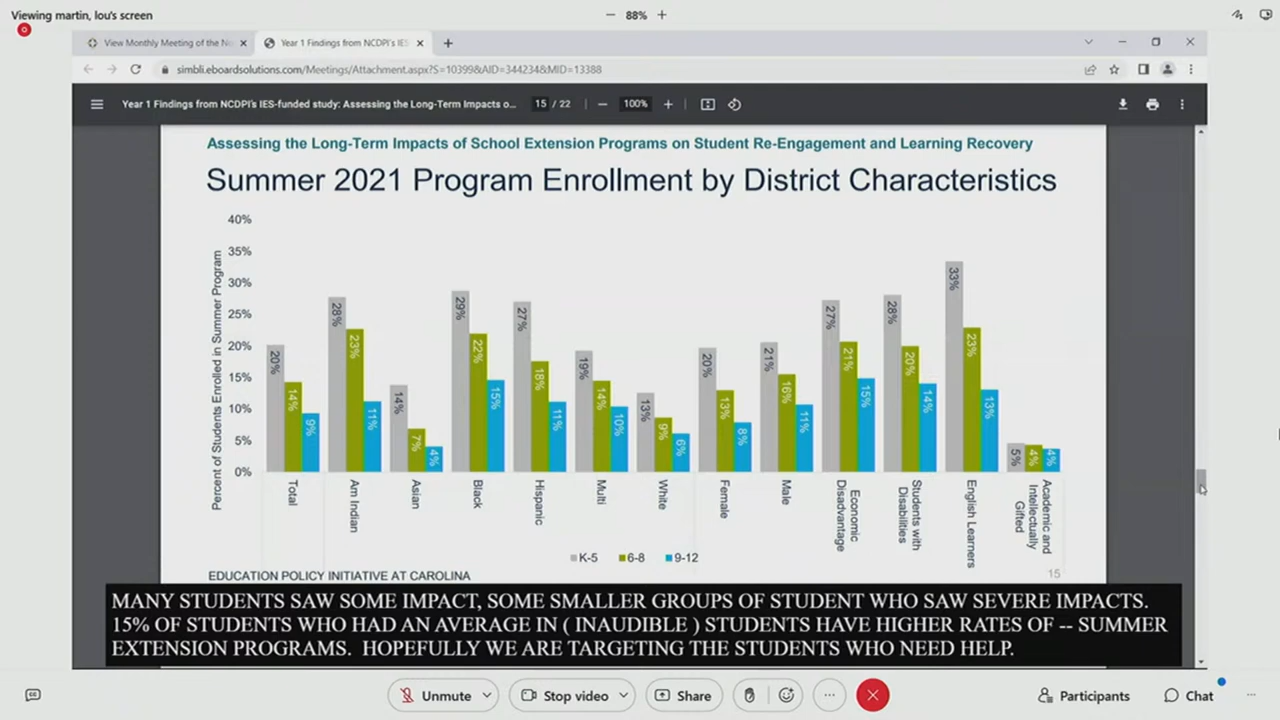 Viewing martin, lou's screen
88%
View Monthly Meeting of the No
Year 1 Findings from NCDPI's IES
simbli.eboardsolutions.com/Meetings/Attachment.aspx?S=10399&AID=344234&MID=13388
Year 1 Findings from NCDPI's IES-funded study: Assessing the Long-Term Impacts o...
15 / 22
100%
Assessing the Long-Term Impacts of School Extension Programs on Student Re-Engagement and Learning Recovery
Summer 2021 Program Enrollment by District Characteristics
Percent of Students Enrolled in Summer Program
40%
35%
30%
25%
20%
15%
10%
5%
0%
20% 14% 9%
28% 23% 11%
14% 7% 4%
29% 22% 15%
27% 18% 11%
19% 14% 10%
13% 9% 6%
20% 13% 8%
21% 16% 11%
27% 21% 15%
28% 20% 14%
33% 23% 13%
5% 4% 4%
Total
Am Indian
Asian
Black
Hispanic
Multi
White
Female
Male
Economic
Disadvantage
Students with
Disabilities
English Learners
Academic and
Intellectually
Gifted
K-5 6-8 9-12
EDUCATION POLICY INITIATIVE AT CAROLINA
15
MANY STUDENTS SAW SOME IMPACT, SOME SMALLER GROUPS OF STUDENT WHO SAW SEVERE IMPACTS.
15% OF STUDENTS WHO HAD AN AVERAGE IN ( INAUDIBLE ) STUDENTS HAVE HIGHER RATES OF -- SUMMER
EXTENSION PROGRAMS.  HOPEFULLY WE ARE TARGETING THE STUDENTS WHO NEED HELP.
Unmute
Stop video
Share
Participants
Chat